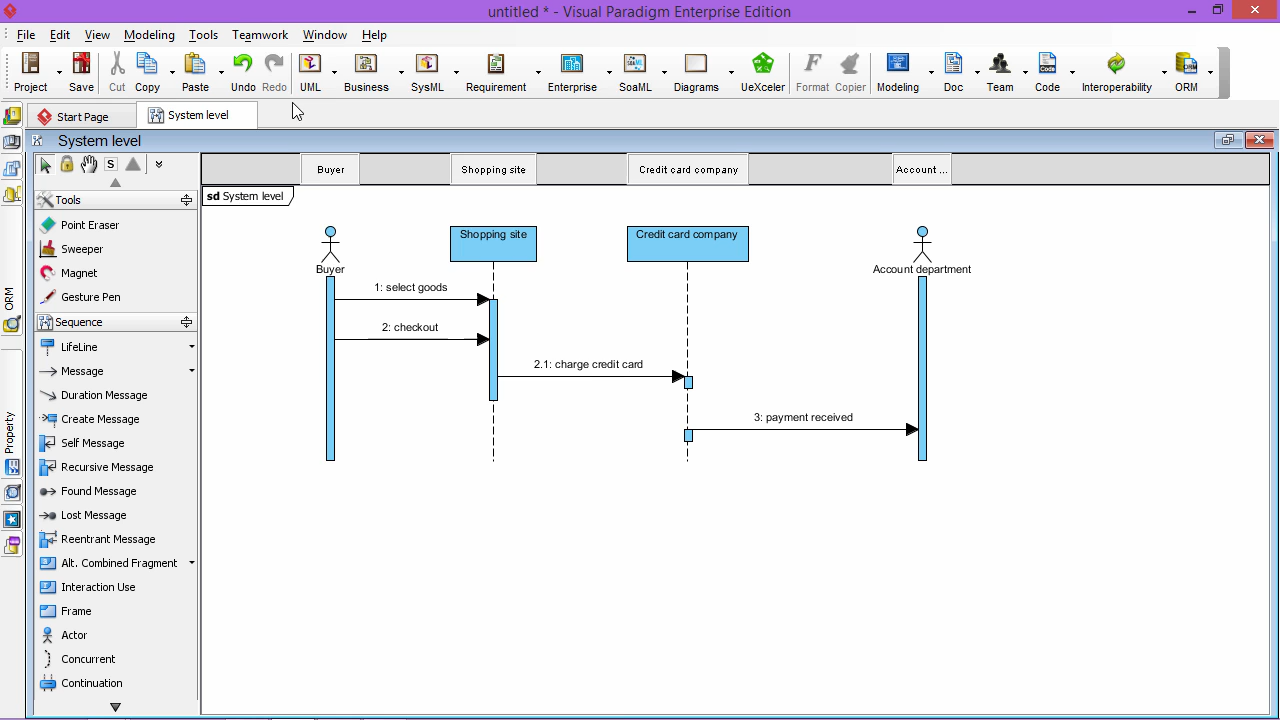 untitled * - Visual Paradigm Enterprise Edition
File Edit View Modeling Tools Teamwork Window Help
Project Save Cut Copy Paste Undo Redo UML Business SysML Requirement Enterprise SoaML Diagrams UeXceler Format Copier Modeling Doc Team Code Interoperability ORM
Start Page System level
System level
S
Buyer Shopping site Credit card company Account ...
sd System level
Tools
Point Eraser
Sweeper
Magnet
Gesture Pen
Sequence
LifeLine
Message
Duration Message
Create Message
Self Message
Recursive Message
Found Message
Lost Message
Reentrant Message
Alt. Combined Fragment
Interaction Use
Frame
Actor
Concurrent
Continuation
ORM
Property
Shopping site Credit card company
Buyer Account department
1: select goods
2: checkout
2.1: charge credit card
3: payment received